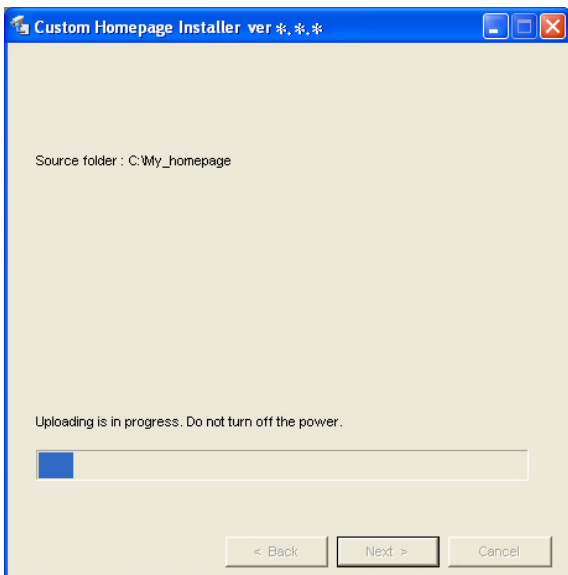 Custom Homepage Installer ver *.*.*
Source folder : C:\My_homepage
Uploading is in progress. Do not turn off the power.
< Back Next > Cancel